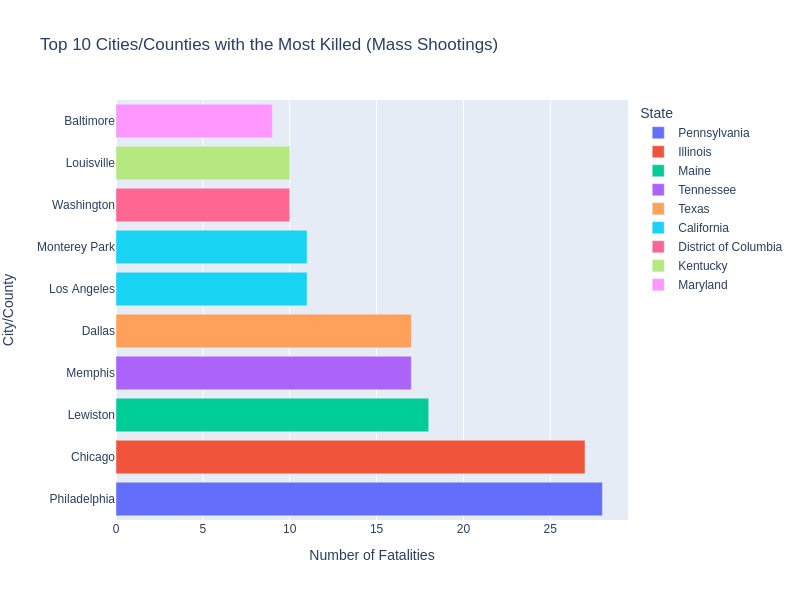 Top 10 Cities/Counties with the Most Killed (Mass Shootings)
City/County
Baltimore
Louisville
Washington
Monterey Park
Los Angeles
Dallas
Memphis
Lewiston
Chicago
Philadelphia
0 5 10 15 20 25
Number of Fatalities
State
Pennsylvania
Illinois
Maine
Tennessee
Texas
California
District of Columbia
Kentucky
Maryland